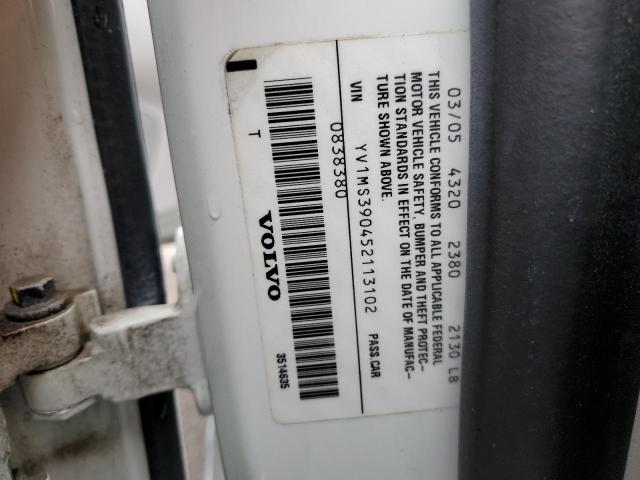 03/05 4320 2380 2130 LB
THIS VEHICLE CONFORMS TO ALL APPLICABLE FEDERAL
MOTOR VEHICLE SAFETY, BUMPER AND THEFT PROTEC-
TION STANDARDS IN EFFECT ON THE DATE OF MANUFAC-
TURE SHOWN ABOVE.
VIN PASS.CAR
YV1MS390452113102
0838380
T VOLVO 3514635